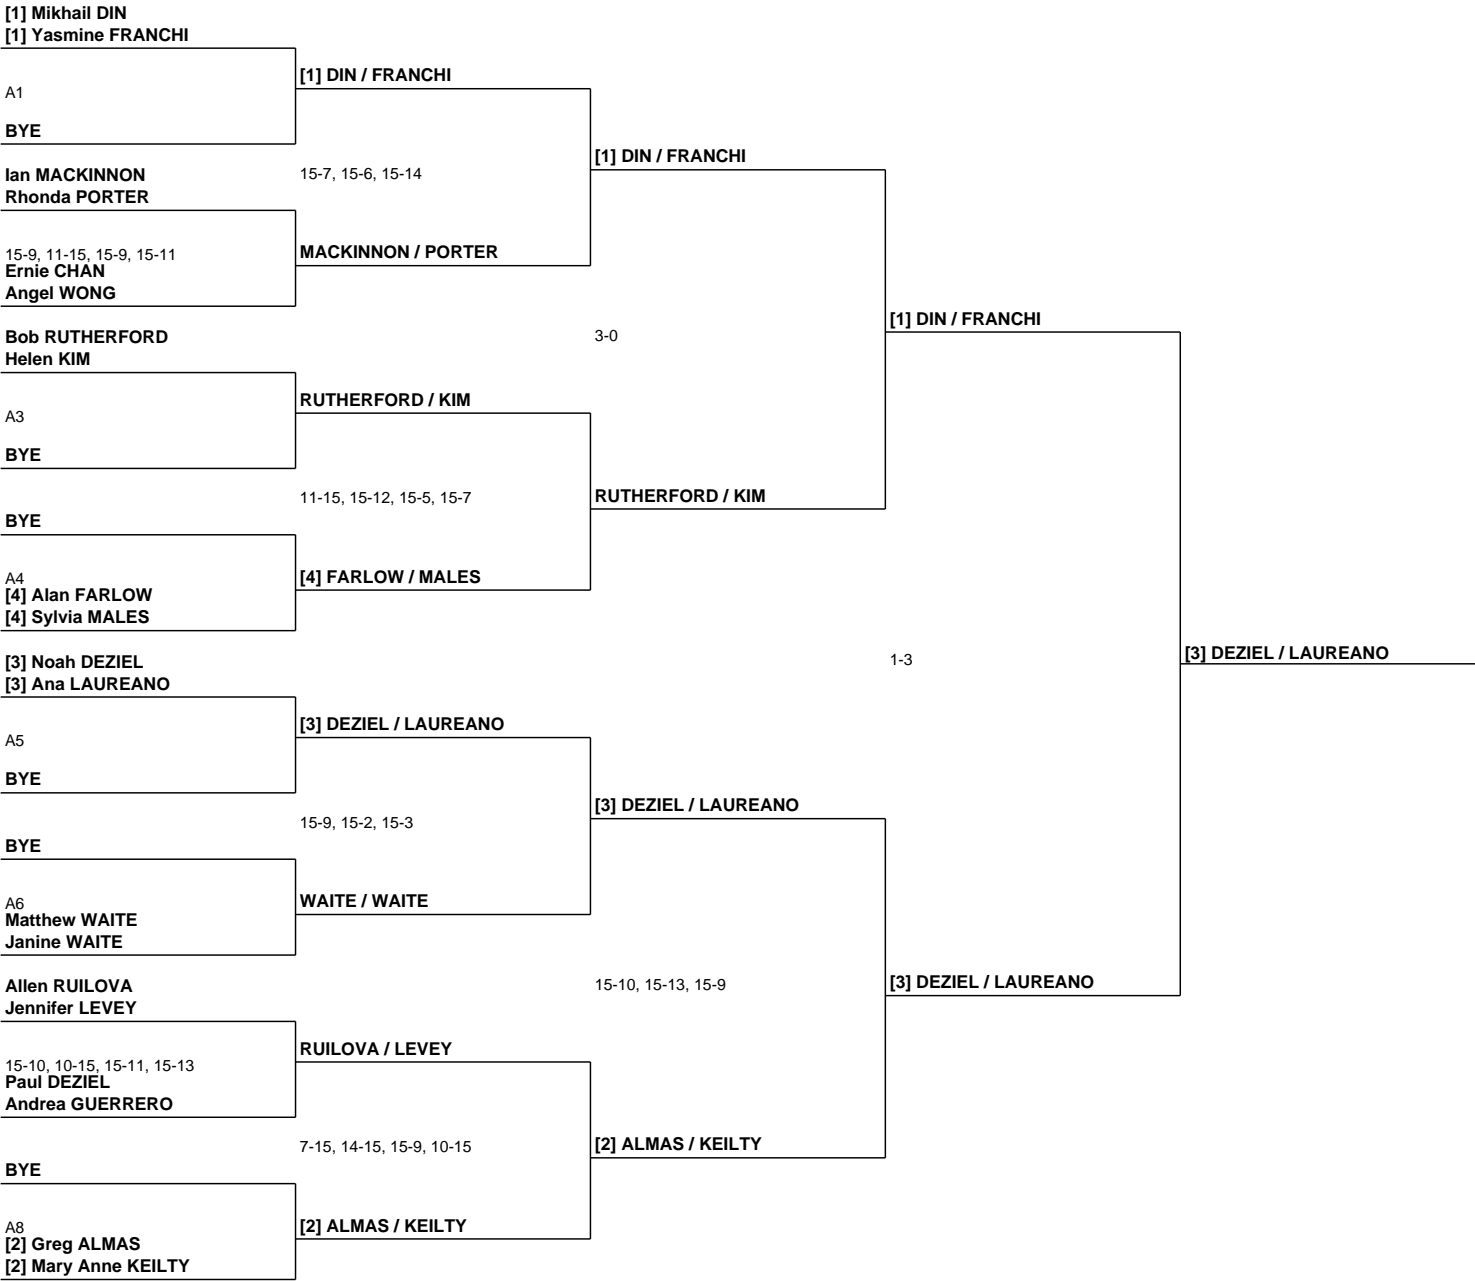 [1] Mikhail DIN
[1] Yasmine FRANCHI
[1] DIN / FRANCHI
A1
BYE
[1] DIN / FRANCHI
Ian MACKINNON
15-7, 15-6, 15-14
Rhonda PORTER
MACKINNON / PORTER
15-9, 11-15, 15-9, 15-11
Ernie CHAN
Angel WONG
[1] DIN / FRANCHI
Bob RUTHERFORD
3-0
Helen KIM
RUTHERFORD / KIM
A3
BYE
11-15, 15-12, 15-5, 15-7
RUTHERFORD / KIM
BYE
A4
[4] FARLOW / MALES
[4] Alan FARLOW
[4] Sylvia MALES
[3] Noah DEZIEL
1-3
[3] DEZIEL / LAUREANO
[3] Ana LAUREANO
[3] DEZIEL / LAUREANO
A5
BYE
[3] DEZIEL / LAUREANO
15-9, 15-2, 15-3
BYE
WAITE / WAITE
A6
Matthew WAITE
Janine WAITE
Allen RUILOVA
15-10, 15-13, 15-9
[3] DEZIEL / LAUREANO
Jennifer LEVEY
RUILOVA / LEVEY
15-10, 10-15, 15-11, 15-13
Paul DEZIEL
Andrea GUERRERO
7-15, 14-15, 15-9, 10-15
[2] ALMAS / KEILTY
BYE
A8
[2] ALMAS / KEILTY
[2] Greg ALMAS
[2] Mary Anne KEILTY